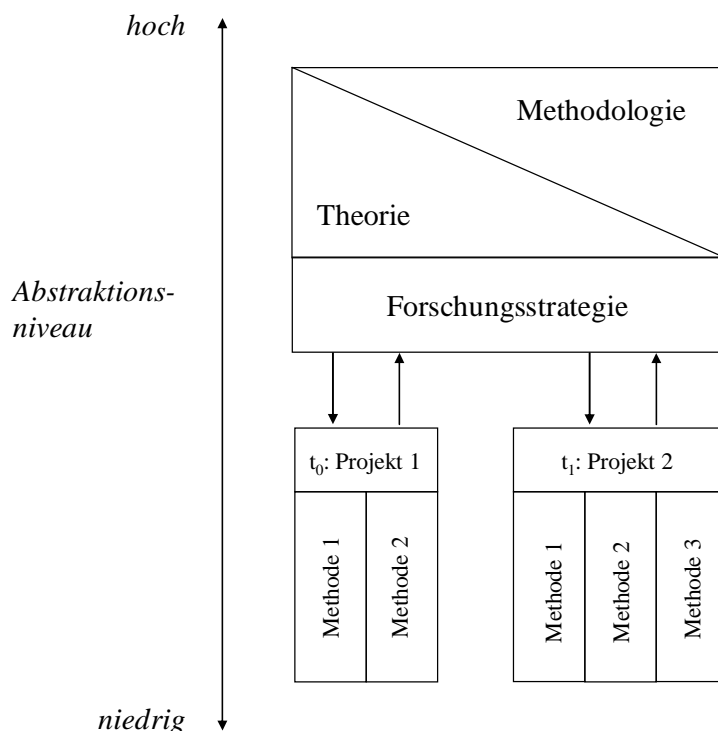 hoch
Methodologie
Theorie
Abstraktions-
niveau
Forschungsstrategie
t₀: Projekt 1
t₁: Projekt 2
Methode 1
Methode 2
Methode 1
Methode 2
Methode 3
niedrig